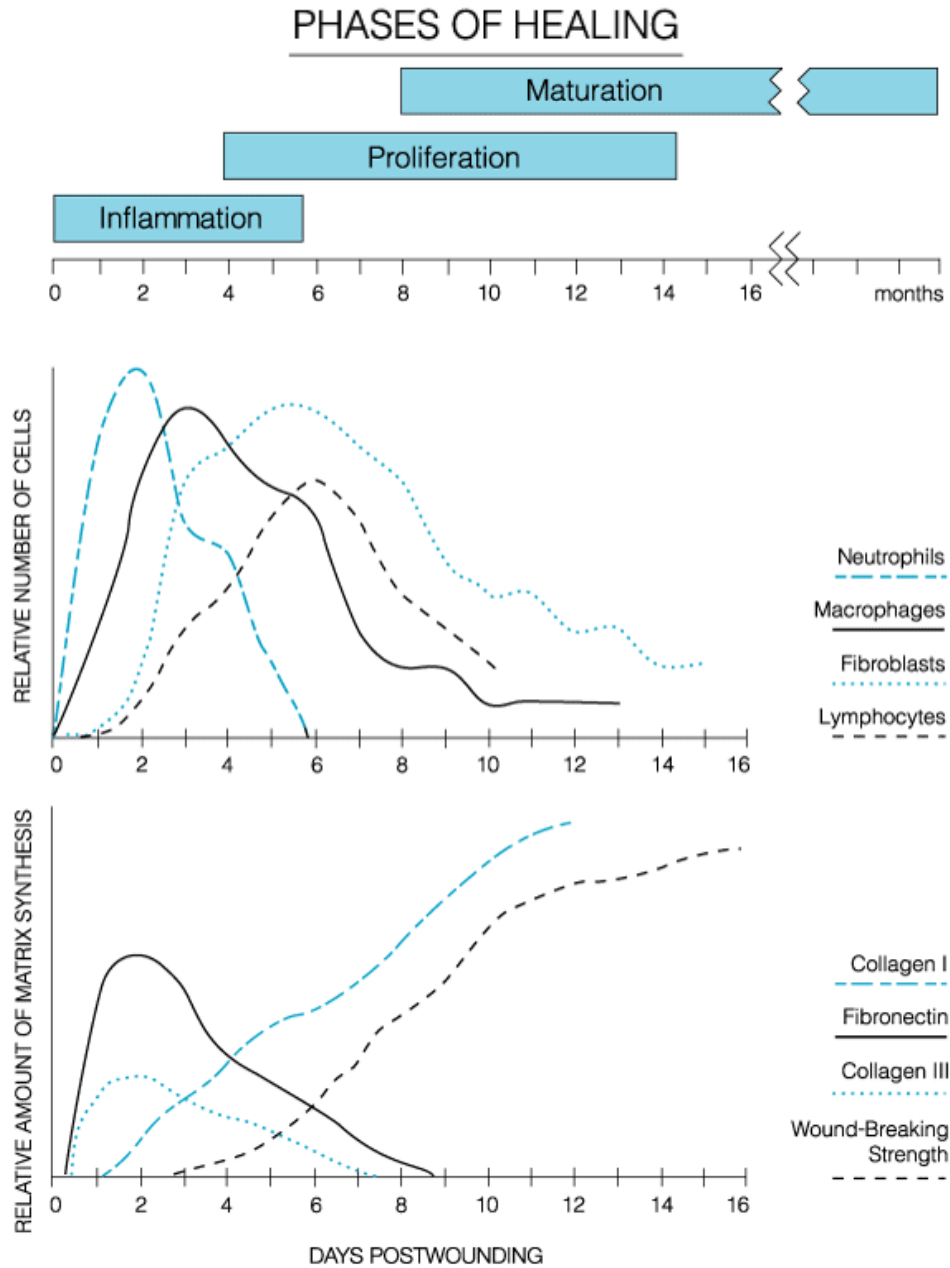 PHASES OF HEALING
Maturation
Proliferation
Inflammation
0 2 4 6 8 10 12 14 16 months
RELATIVE NUMBER OF CELLS
Neutrophils
Macrophages
Fibroblasts
Lymphocytes
0 2 4 6 8 10 12 14 16
RELATIVE AMOUNT OF MATRIX SYNTHESIS
Collagen I
Fibronectin
Collagen III
Wound-Breaking
Strength
0 2 4 6 8 10 12 14 16
DAYS POSTWOUNDING